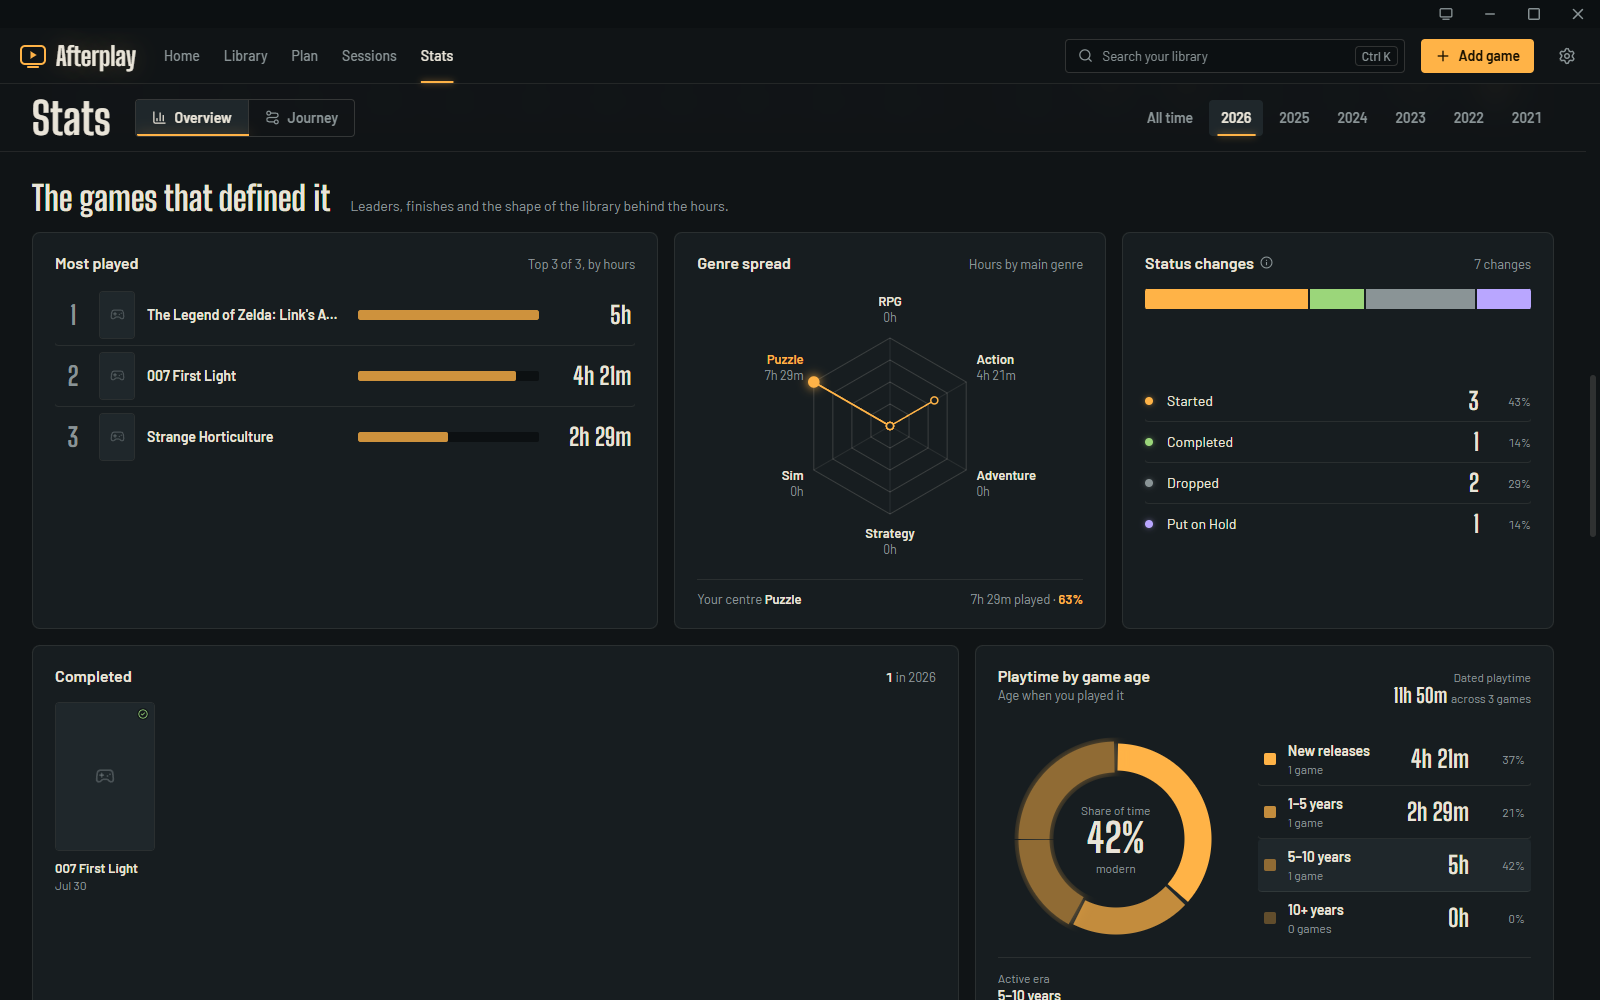 Afterplay
Home
Library
Plan
Sessions
Stats
Search your library
Ctrl K
Add game
Stats
Overview
Journey
All time
2026
2025
2024
2023
2022
2021
The games that defined it
Leaders, finishes and the shape of the library behind the hours.
Most played
Top 3 of 3, by hours
1
The Legend of Zelda: Link's A...
5h
2
007 First Light
4h 21m
3
Strange Horticulture
2h 29m
Genre spread
Hours by main genre
RPG
0h
Puzzle
7h 29m
Action
4h 21m
Sim
0h
Adventure
0h
Strategy
0h
Your centre Puzzle
7h 29m played · 63%
Status changes
7 changes
Started
3
43%
Completed
1
14%
Dropped
2
29%
Put on Hold
1
14%
Completed
1 in 2026
007 First Light
Jul 30
Playtime by game age
Age when you played it
Dated playtime
11h 50m across 3 games
Share of time
42%
modern
New releases
1 game
4h 21m
37%
1–5 years
1 game
2h 29m
21%
5–10 years
1 game
5h
42%
10+ years
0 games
0h
0%
Active era
5–10 years